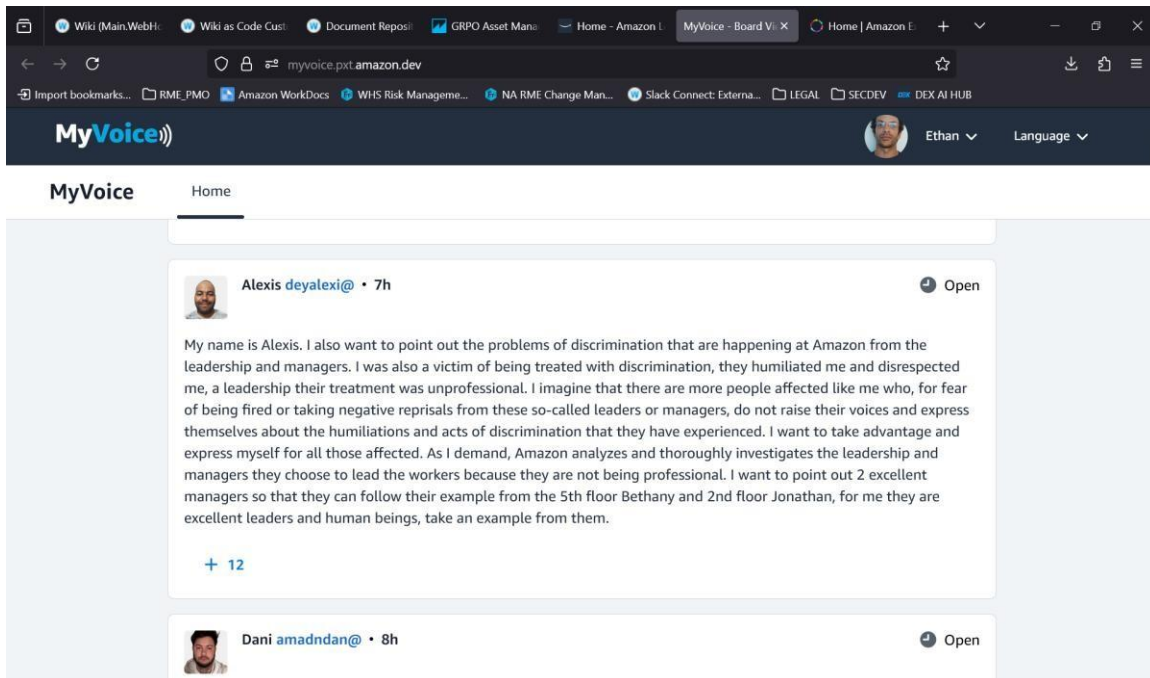 Wiki (Main.WebHo
Wiki as Code Cust
Document Reposit
GRPO Asset Mana
Home - Amazon L
MyVoice - Board Vi
Home | Amazon E
myvoice.pxt.amazon.dev
Import bookmarks...
RME_PMO
Amazon WorkDocs
WHS Risk Manageme...
NA RME Change Man...
Slack Connect: Externa...
LEGAL
SECDEV
DEX AI HUB
MyVoice
Ethan
Language
MyVoice
Home
Alexis deyalexi@ • 7h
Open
My name is Alexis. I also want to point out the problems of discrimination that are happening at Amazon from the
leadership and managers. I was also a victim of being treated with discrimination, they humiliated me and disrespected
me, a leadership their treatment was unprofessional. I imagine that there are more people affected like me who, for fear
of being fired or taking negative reprisals from these so-called leaders or managers, do not raise their voices and express
themselves about the humiliations and acts of discrimination that they have experienced. I want to take advantage and
express myself for all those affected. As I demand, Amazon analyzes and thoroughly investigates the leadership and
managers they choose to lead the workers because they are not being professional. I want to point out 2 excellent
managers so that they can follow their example from the 5th floor Bethany and 2nd floor Jonathan, for me they are
excellent leaders and human beings, take an example from them.
+ 12
Dani amadndan@ • 8h
Open